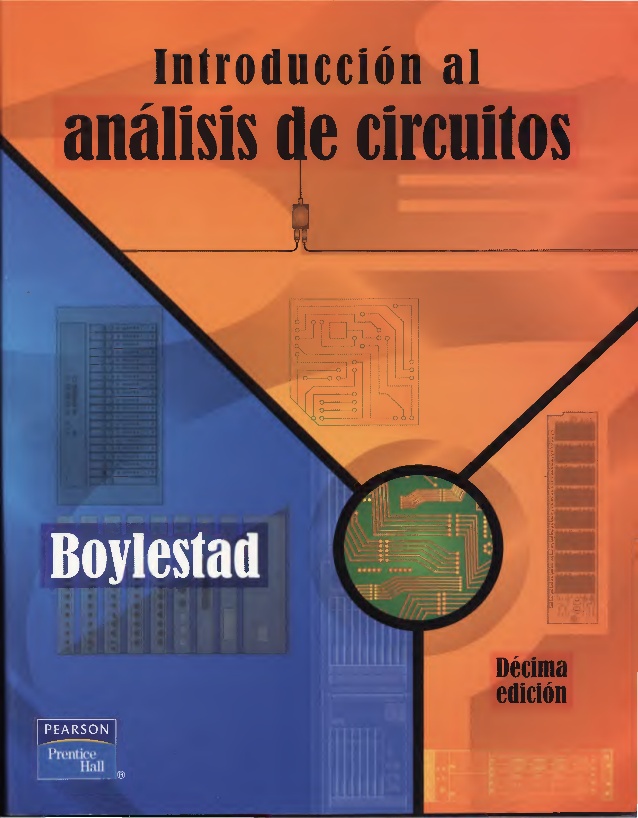 Introducción al
análisis de circuitos
Boylestad
Décima
edición
PEARSON
Prentice
Hall
®